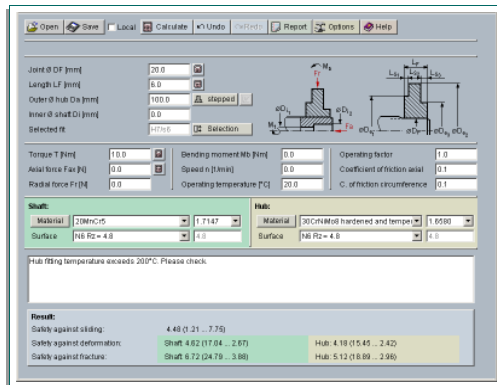 Open Save Local Calculate Undo Redo Report Options Help
Joint Ø DF [mm] 20.0
Length LF [mm] 6.0
Outer Ø hub Da [mm] 100.0 stepped
Inner Ø shaft Di [mm] 0.0
Selected fit H7/s6 Selection
Torque T [Nm] 10.0 Bending moment Mb [Nm] 0.0 Operating factor 1.0
Axial force Fax [N] 0.0 Speed n [1/min] 0.0 Coefficient of friction axial 0.1
Radial force Fr [N] 0.0 Operating temperature [°C] 20.0 C. of friction circumference 0.1
Shaft: Hub:
Material 20MnCr5 1.7147 Material 30CrNiMo8 hardened and temper 1.6580
Surface N6 Rz = 4.8 4.8 Surface N6 Rz = 4.8 4.8
Hub fitting temperature exceeds 200°C. Please check.
Result:
Safety against sliding: 4.48 (1.21 ... 7.75)
Safety against deformation: Shaft: 4.62 (17.04 ... 2.67) Hub: 4.18 (15.45 ... 2.42)
Safety against fracture: Shaft: 6.72 (24.79 ... 3.88) Hub: 5.12 (18.89 ... 2.96)